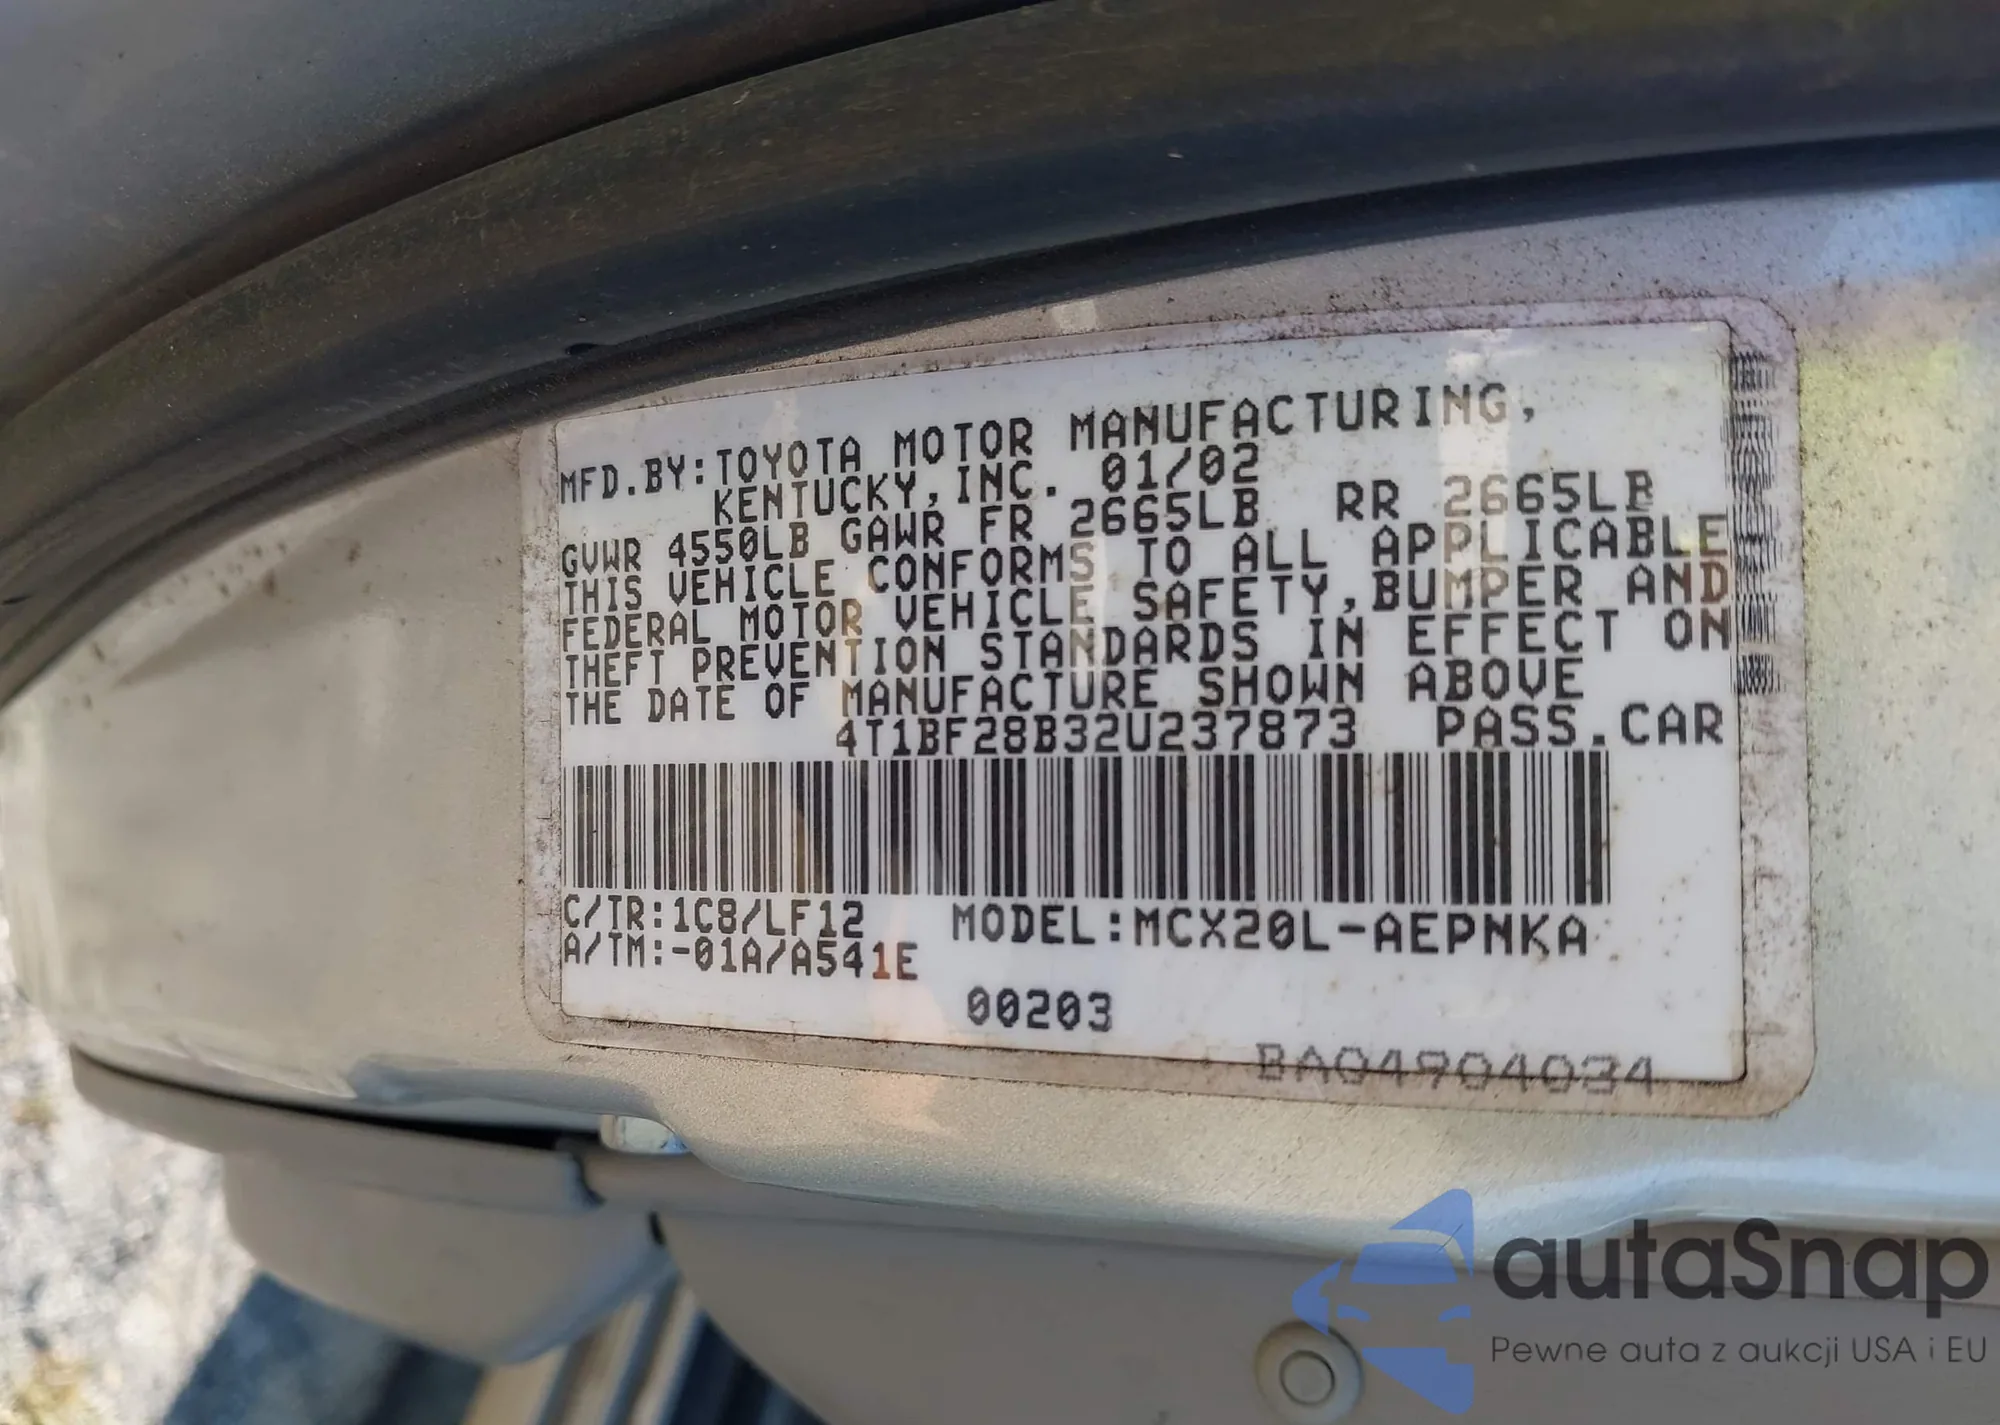 MFD.BY:TOYOTA MOTOR MANUFACTURING,
KENTUCKY,INC. 01/02
GVWR 4550LB GAWR FR 2665LB RR 2665LB
THIS VEHICLE CONFORMS TO ALL APPLICABLE
FEDERAL MOTOR VEHICLE SAFETY,BUMPER AND
THEFT PREVENTION STANDARDS IN EFFECT ON
THE DATE OF MANUFACTURE SHOWN ABOVE
4T1BF28B32U237873 PASS.CAR
C/TR:1C8/LF12 MODEL:MCX20L-AEPNKA
A/TM:-01A/A541E
00203
BA04904034
autaSnap
Pewne auta z aukcji USA i EU